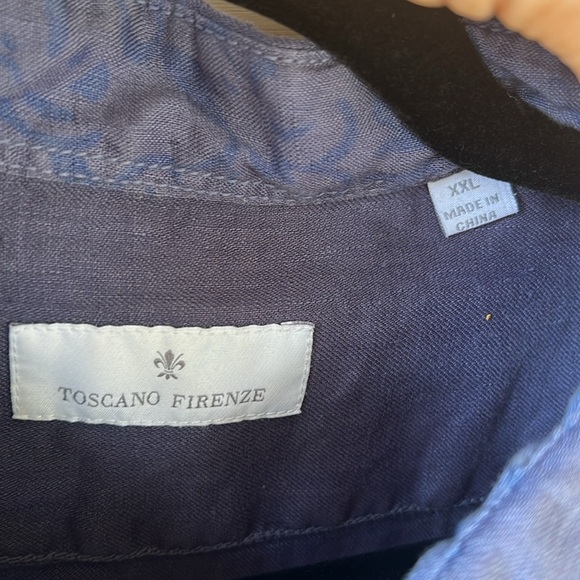 XXL
MADE IN
CHINA
TOSCANO FIRENZE